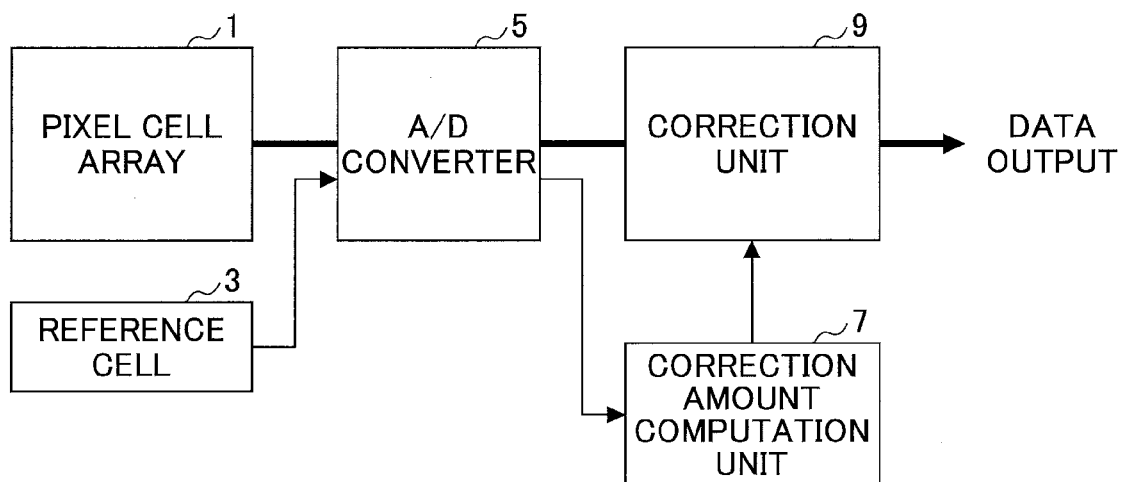 1
PIXEL CELL
ARRAY
5
A/D
CONVERTER
9
CORRECTION
UNIT
DATA
OUTPUT
3
REFERENCE
CELL
7
CORRECTION
AMOUNT
COMPUTATION
UNIT